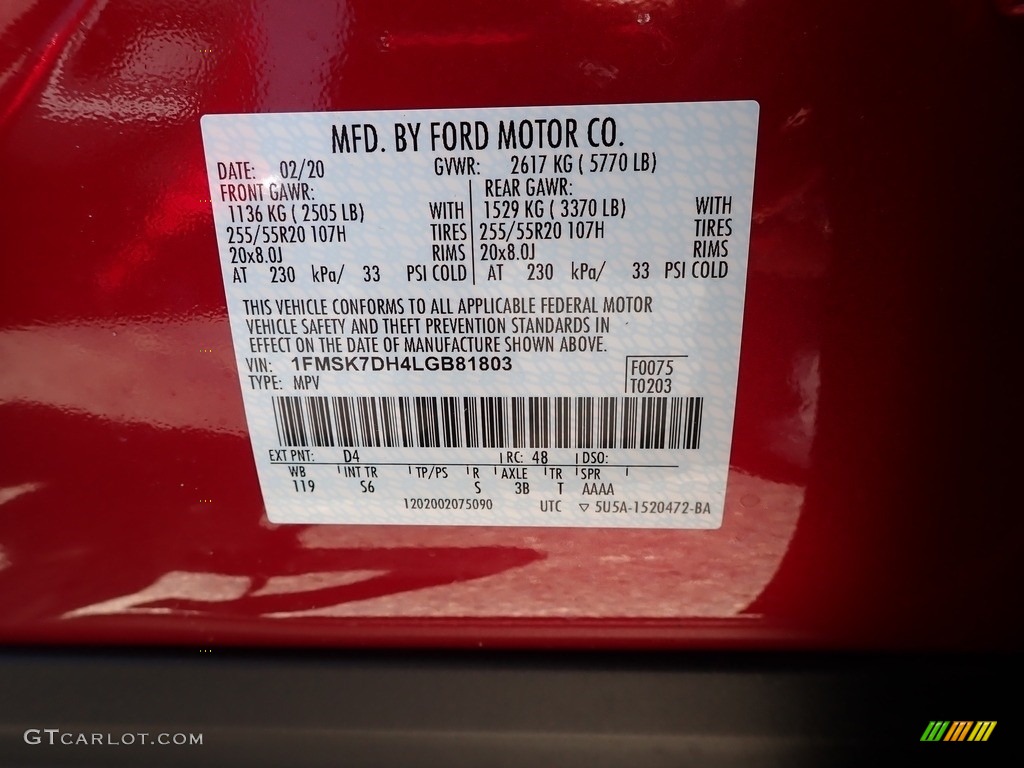 MFD. BY FORD MOTOR CO.
DATE: 02/20 GVWR: 2617 KG ( 5770 LB)
FRONT GAWR: REAR GAWR:
1136 KG ( 2505 LB) WITH 1529 KG ( 3370 LB) WITH
255/55R20 107H TIRES 255/55R20 107H TIRES
20x8.0J RIMS 20x8.0J RIMS
AT 230 kPa/ 33 PSI COLD AT 230 kPa/ 33 PSI COLD
THIS VEHICLE CONFORMS TO ALL APPLICABLE FEDERAL MOTOR
VEHICLE SAFETY AND THEFT PREVENTION STANDARDS IN
EFFECT ON THE DATE OF MANUFACTURE SHOWN ABOVE.
VIN: 1FMSK7DH4LGB81803 F0075
TYPE: MPV T0203
EXT PNT: D4 RC: 48 DSO:
WB INT TR TP/PS R AXLE TR SPR
119 S6 S 3B T AAAA
1202002075090 UTC ▽ 5U5A-1520472-BA
GTCARLOT.COM